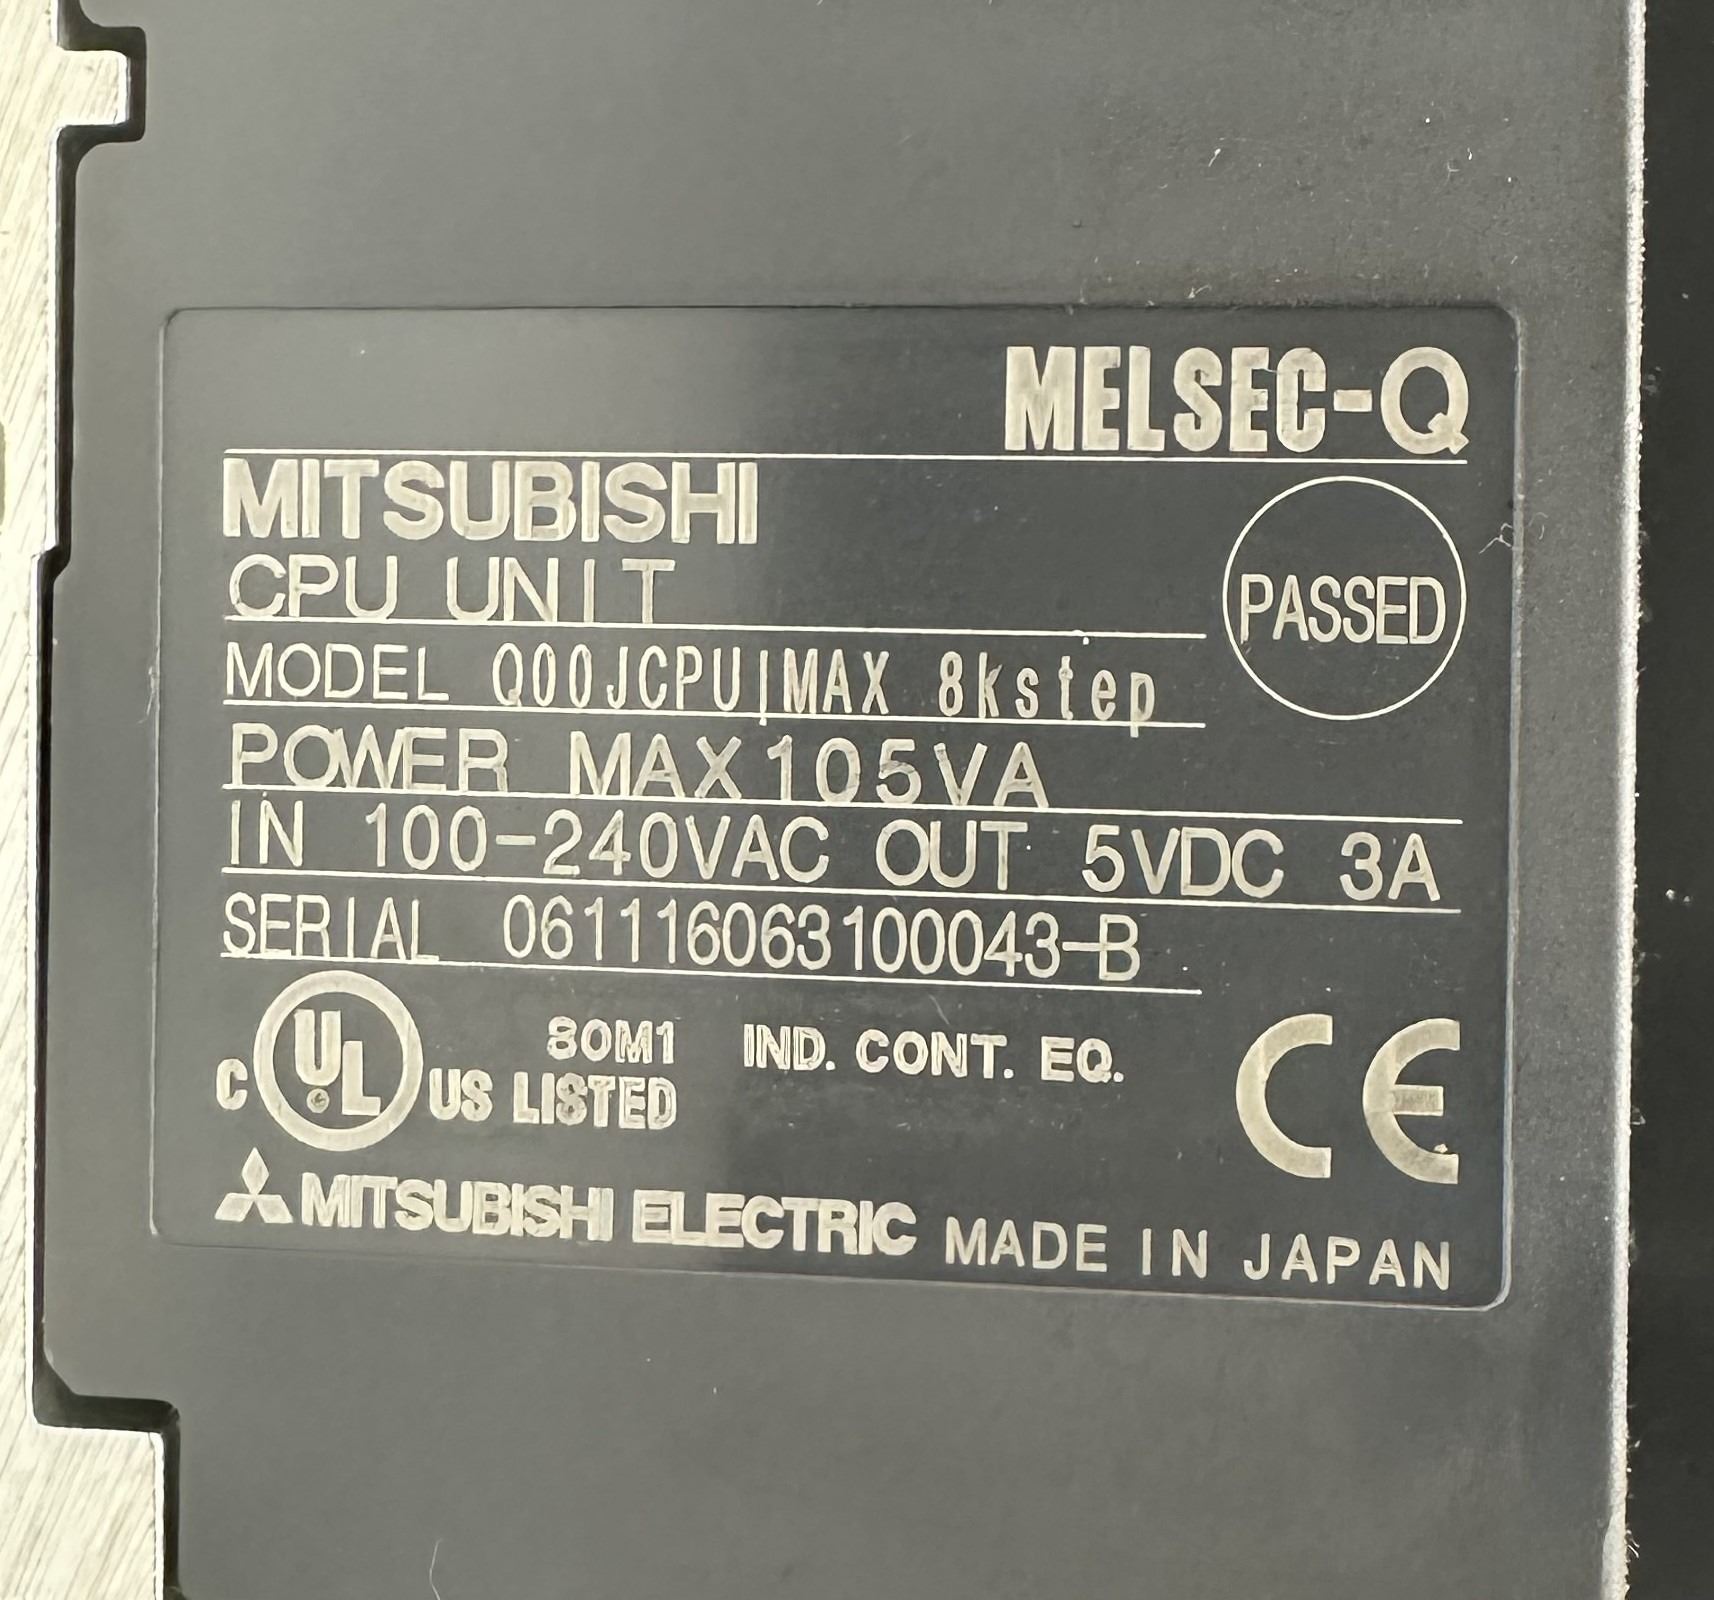 MELSEC-Q
MITSUBISHI
CPU UNIT
PASSED
MODEL Q00JCPU|MAX 8kstep
POWER MAX105VA
IN 100-240VAC OUT 5VDC 3A
SERIAL 061116063100043-B
C UL US LISTED 80M1 IND. CONT. EQ. CE
MITSUBISHI ELECTRIC MADE IN JAPAN